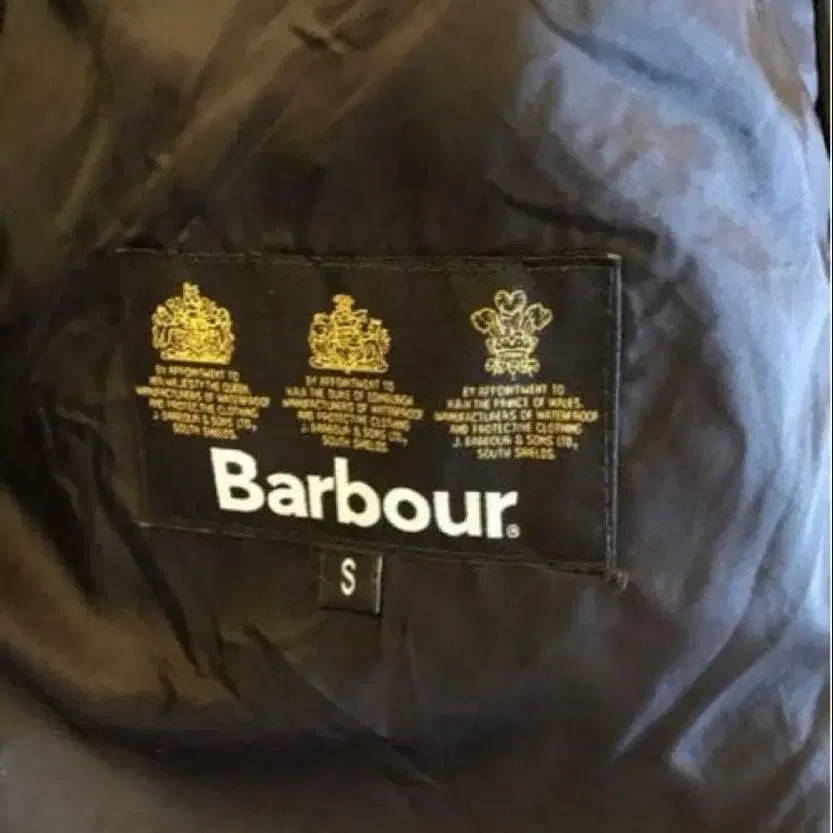 BY APPOINTMENT TO
HER MAJESTY THE QUEEN
MANUFACTURERS OF WATERPROOF
AND PROTECTIVE CLOTHING
J. BARBOUR & SONS LTD,
SOUTH SHIELDS.
BY APPOINTMENT TO
H.R.H. THE DUKE OF EDINBURGH
MANUFACTURERS OF WATERPROOF
AND PROTECTIVE CLOTHING
J. BARBOUR & SONS LTD,
SOUTH SHIELDS
BY APPOINTMENT TO
H.R.H. THE PRINCE OF WALES
MANUFACTURERS OF WATERPROOF
AND PROTECTIVE CLOTHING
J. BARBOUR & SONS LTD,
SOUTH SHIELDS
Barbour®
S